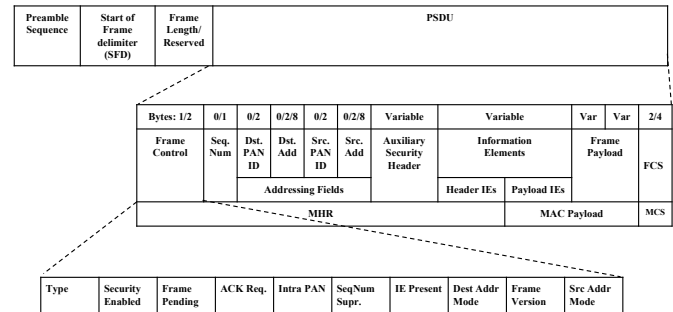 Preamble Sequence
Start of Frame delimiter (SFD)
Frame Length/ Reserved
PSDU
Bytes: 1/2 0/1 0/2 0/2/8 0/2 0/2/8 Variable Variable Var Var 2/4
Frame Control
Seq. Num
Dst. PAN ID
Dst. Add
Src. PAN ID
Src. Add
Auxiliary Security Header
Information Elements
Frame Payload
FCS
Addressing Fields
Header IEs
Payload IEs
MHR
MAC Payload
MCS
Type
Security Enabled
Frame Pending
ACK Req.
Intra PAN
SeqNum Supr.
IE Present
Dest Addr Mode
Frame Version
Src Addr Mode